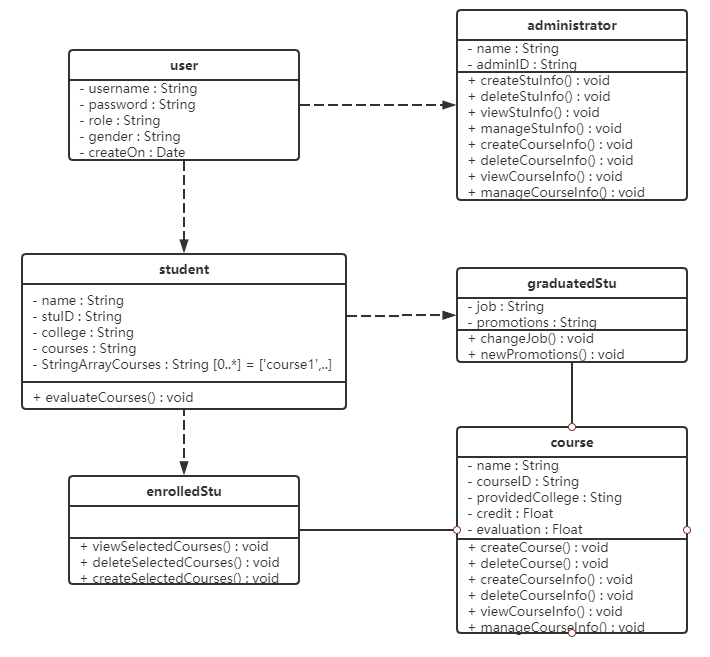 user
- username : String
- password : String
- role : String
- gender : String
- createOn : Date
administrator
- name : String
- adminID : String
+ createStuInfo() : void
+ deleteStuInfo() : void
+ viewStuInfo() : void
+ manageStuInfo() : void
+ createCourseInfo() : void
+ deleteCourseInfo() : void
+ viewCourseInfo() : void
+ manageCourseInfo() : void
student
- name : String
- stuID : String
- college : String
- courses : String
- StringArrayCourses : String [0..*] = ['course1',..]
+ evaluateCourses() : void
graduatedStu
- job : String
- promotions : String
+ changeJob() : void
+ newPromotions() : void
enrolledStu
+ viewSelectedCourses() : void
+ deleteSelectedCourses() : void
+ createSelectedCourses() : void
course
- name : String
- courseID : String
- providedCollege : Sting
- credit : Float
- evaluation : Float
+ createCourse() : void
+ deleteCourse() : void
+ createCourseInfo() : void
+ deleteCourseInfo() : void
+ viewCourseInfo() : void
+ manageCourseInfo() : void